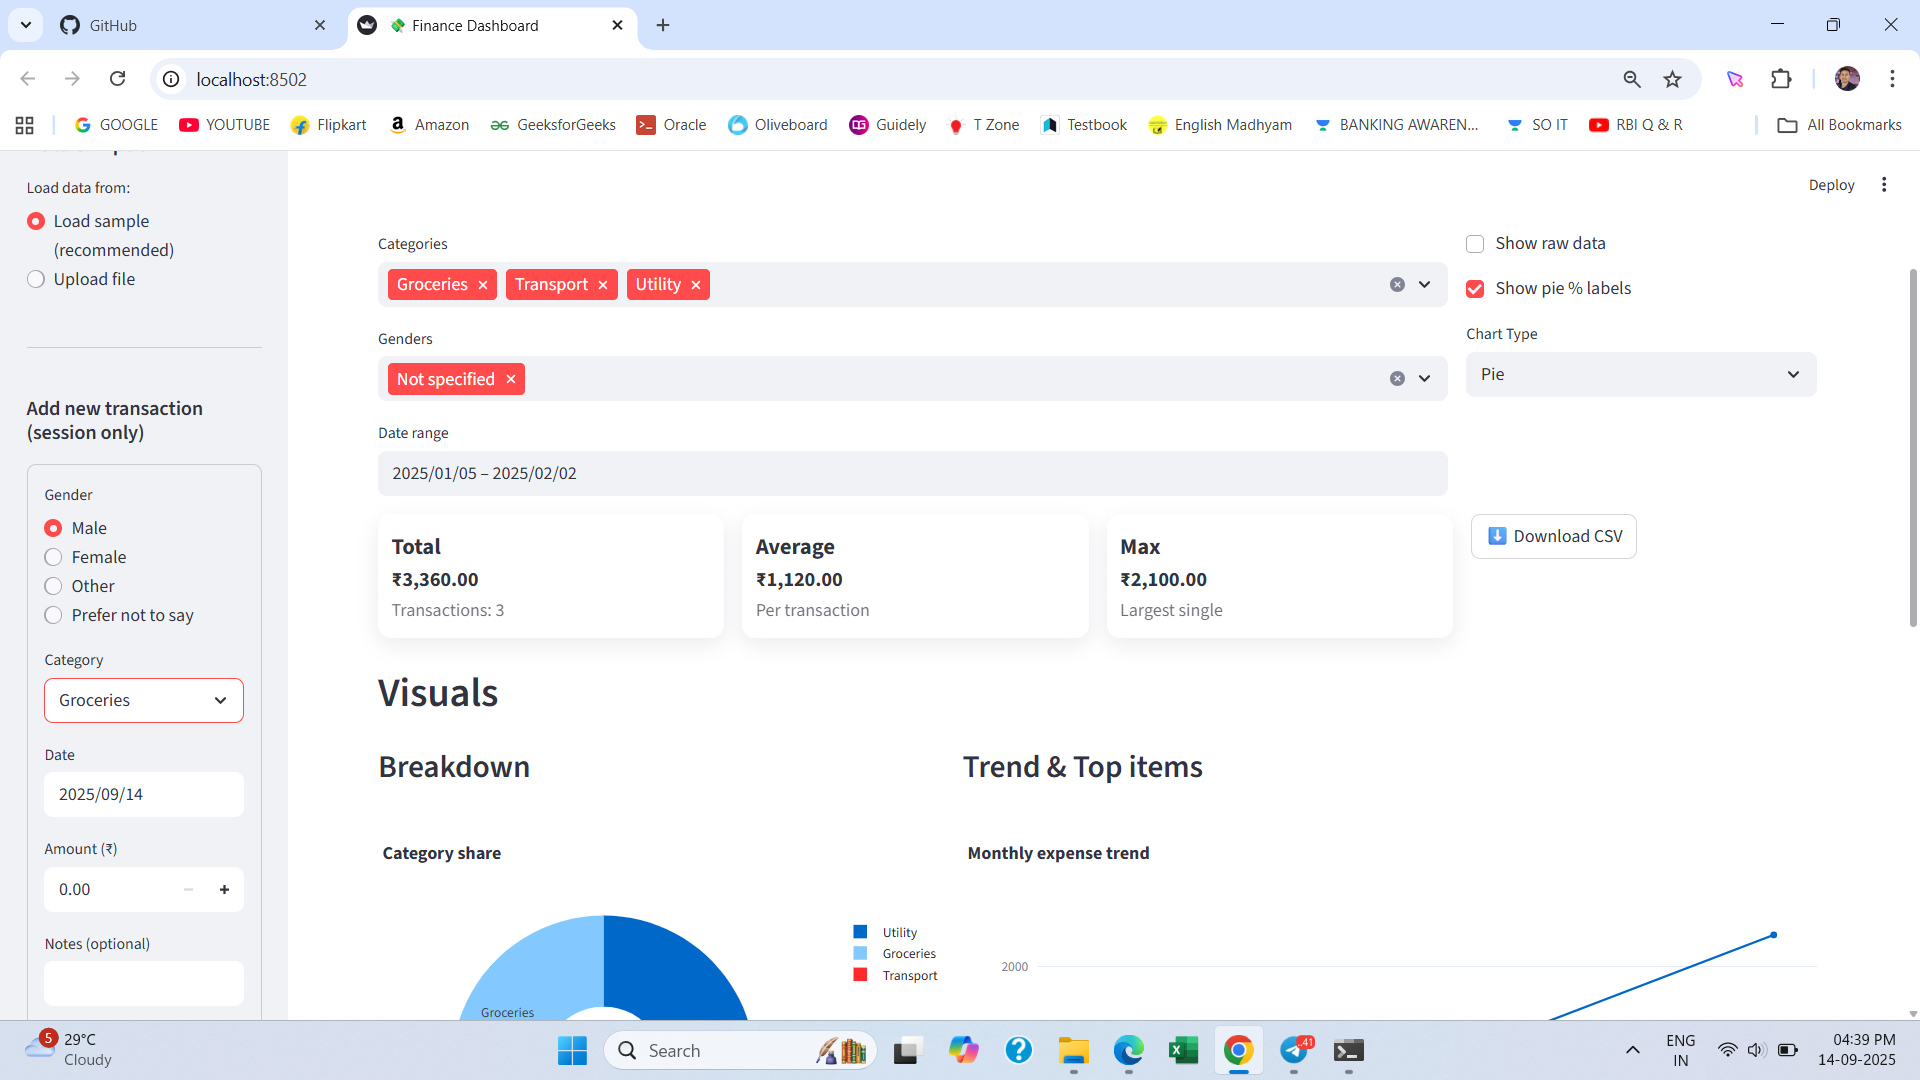 GitHub
Finance Dashboard
localhost:8502
GOOGLE
YOUTUBE
Flipkart
Amazon
GeeksforGeeks
Oracle
Oliveboard
Guidely
T Zone
Testbook
English Madhyam
BANKING AWAREN...
SO IT
RBI Q & R
All Bookmarks
Load data from:
Load sample
(recommended)
Upload file
Add new transaction
(session only)
Gender
Male
Female
Other
Prefer not to say
Category
Groceries
Date
2025/09/14
Amount (₹)
0.00
Notes (optional)
Deploy
Categories
Groceries
Transport
Utility
Genders
Not specified
Date range
2025/01/05 – 2025/02/02
Show raw data
Show pie % labels
Chart Type
Pie
Total
₹3,360.00
Transactions: 3
Average
₹1,120.00
Per transaction
Max
₹2,100.00
Largest single
Download CSV
Visuals
Breakdown
Trend & Top items
Category share
Monthly expense trend
Groceries
Utility
Groceries
Transport
2000
5
29°C
Cloudy
Search
41
ENG
IN
04:39 PM
14-09-2025